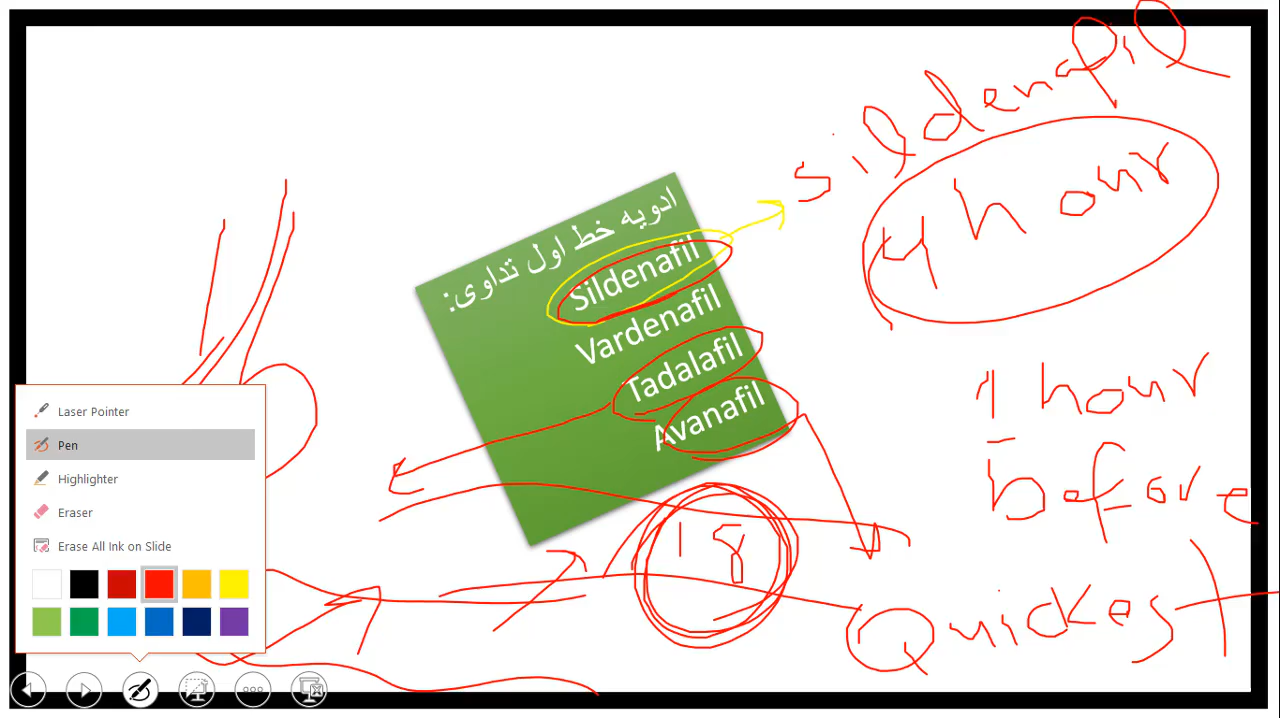 ادویه خط اول تداوی:
Sildenafil
Vardenafil
Tadalafil
Avanafil
sildenafil
4 hour
1 hour
before
18
Quickest
Laser Pointer
Pen
Highlighter
Eraser
Erase All Ink on Slide